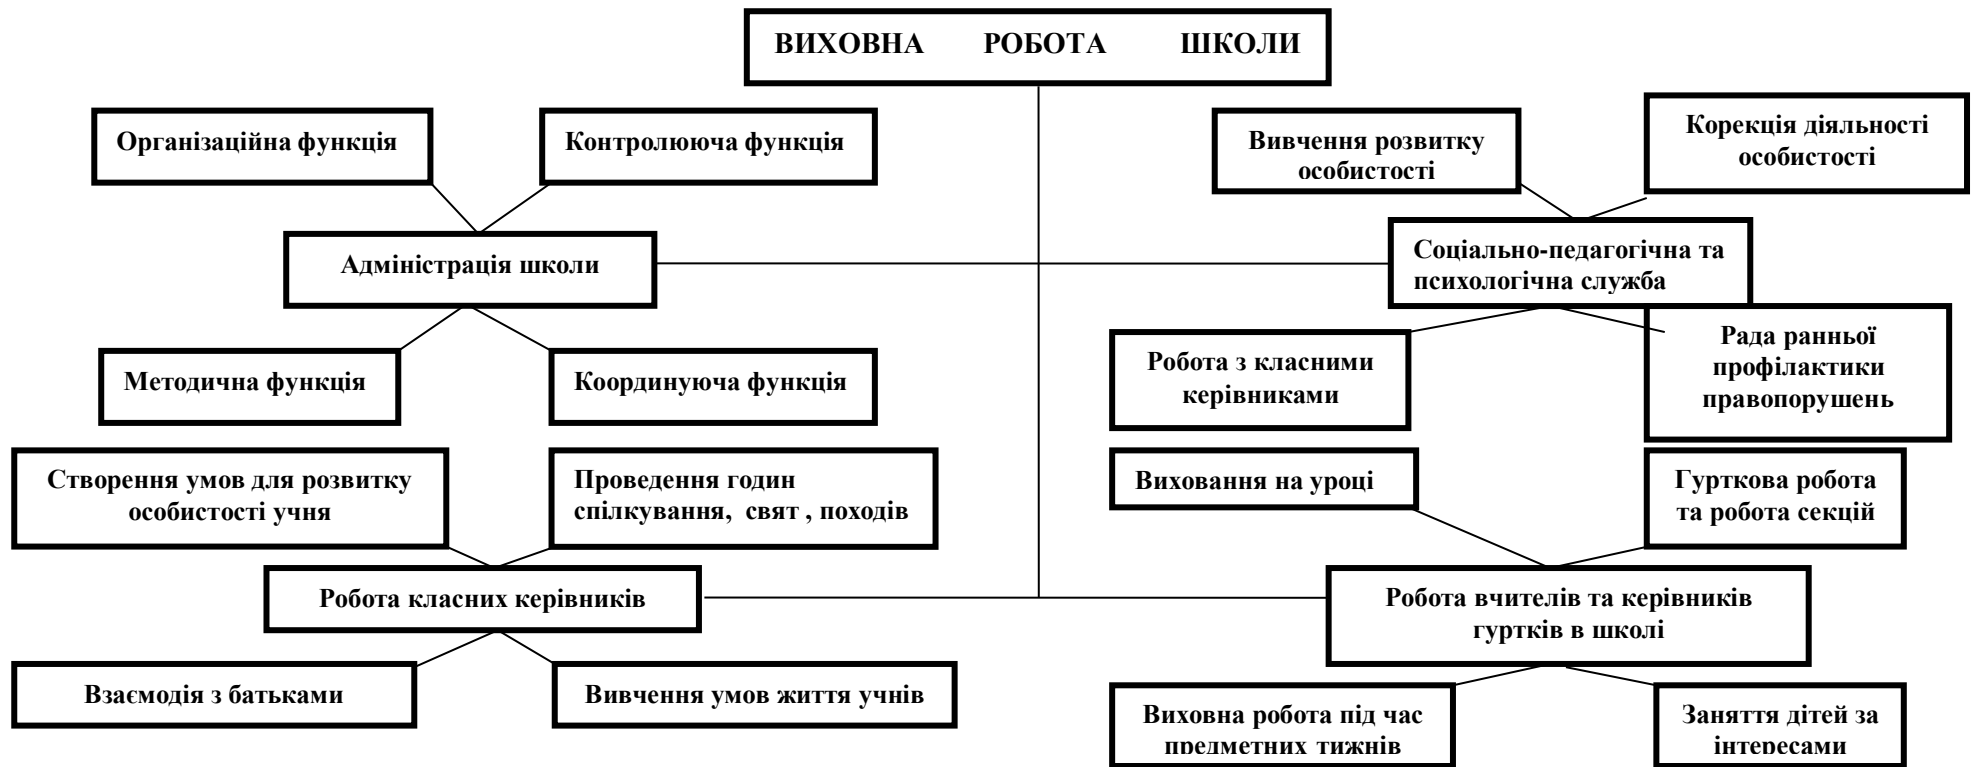 ВИХОВНА РОБОТА ШКОЛИ
Організаційна функція
Контролююча функція
Вивчення розвитку
особистості
Корекція діяльності
особистості
Адміністрація школи
Соціально-педагогічна та
психологічна служба
Методична функція
Координуюча функція
Робота з класними
керівниками
Рада ранньої
профілактики
правопорушень
Створення умов для розвитку
особистості учня
Проведення годин
спілкування, свят , походів
Виховання на уроці
Гурткова робота
та робота секцій
Робота класних керівників
Робота вчителів та керівників
гуртків в школі
Взаємодія з батьками
Вивчення умов життя учнів
Виховна робота під час
предметних тижнів
Заняття дітей за
інтересами